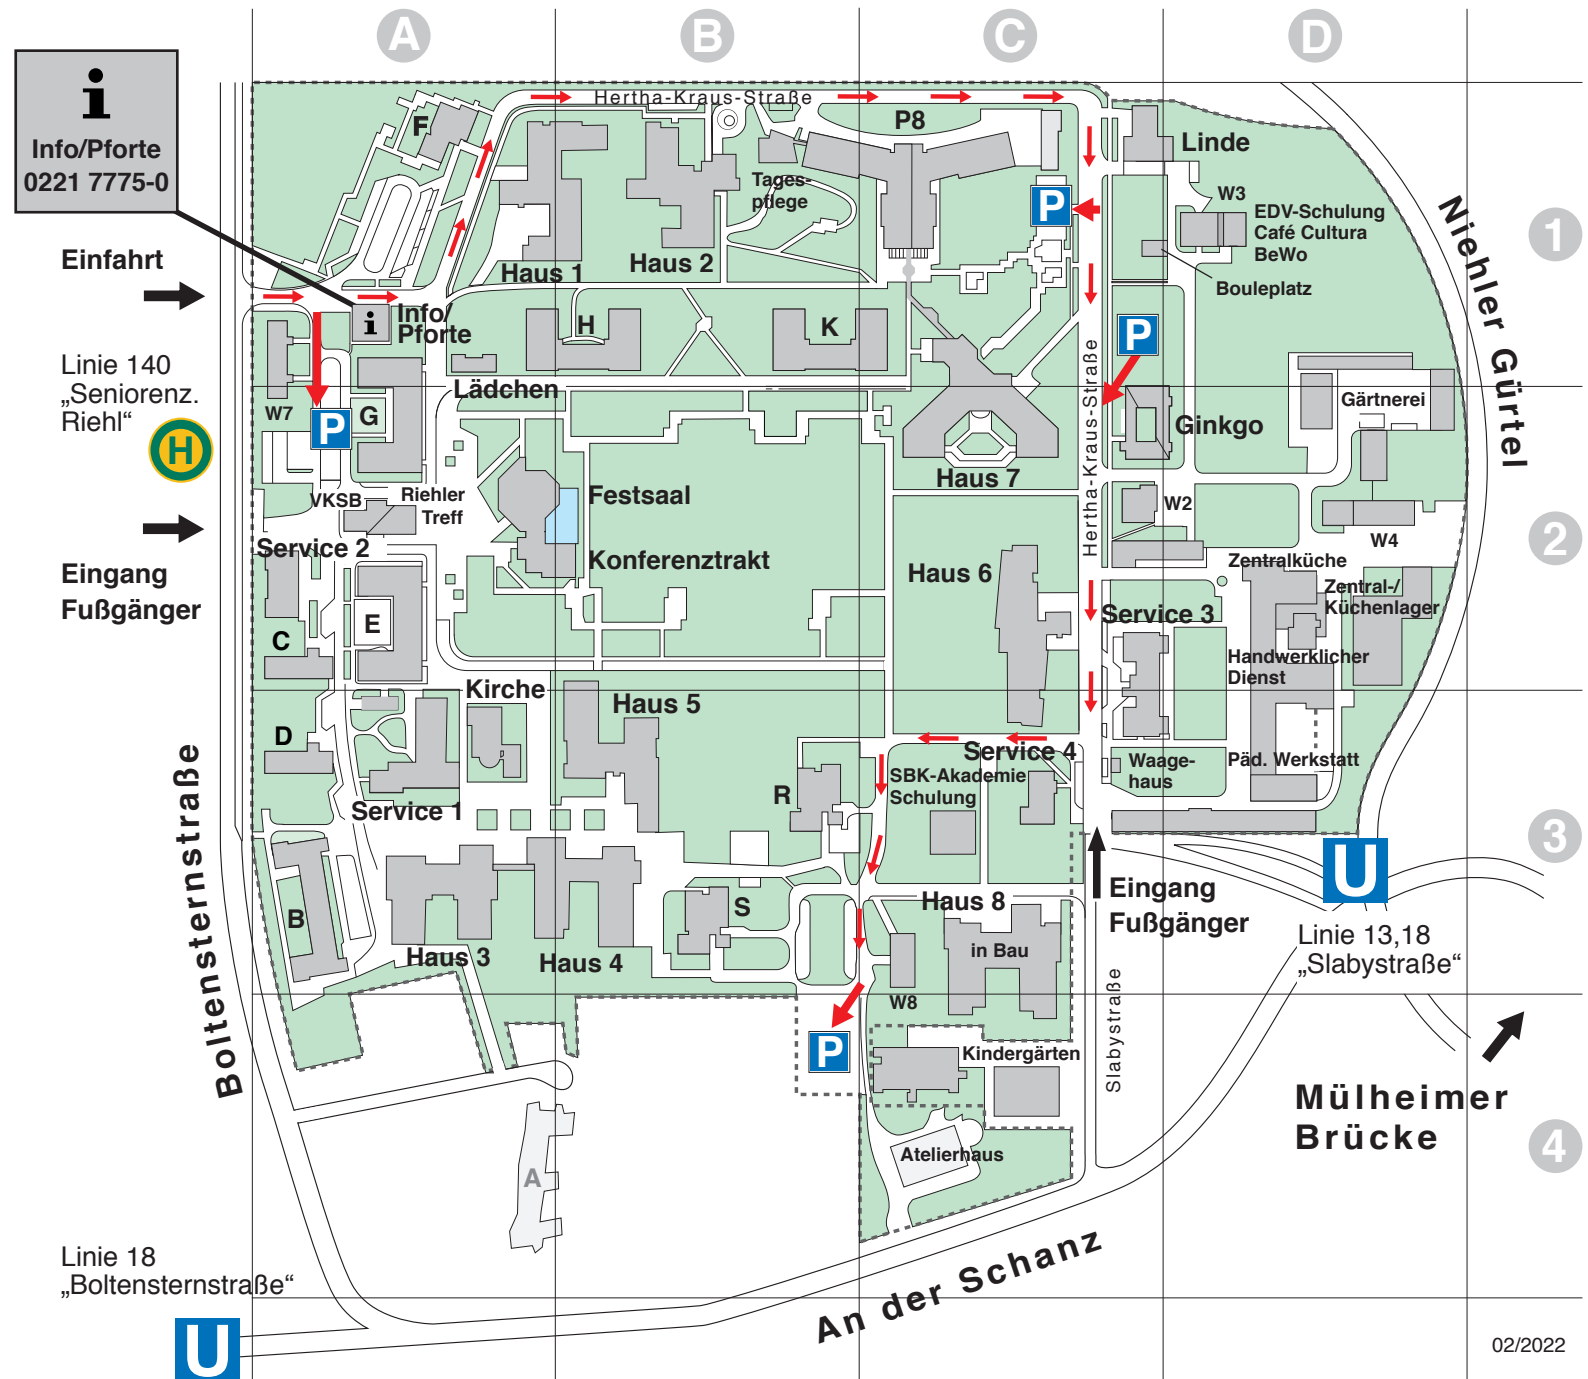 A
B
C
D
i
Info/Pforte
0221 7775-0
Hertha-Kraus-Straße
F
P8
Linde
Tages-
pflege
P
W3
EDV-Schulung
Café Cultura
BeWo
Niehler Gürtel
1
Einfahrt
Haus 1
Haus 2
Bouleplatz
i
Info/
Pforte
H
K
P
Hertha-Kraus-Straße
Linie 140
„Seniorenz.
Riehl“
H
Lädchen
W7
P
G
Gärtnerei
Ginkgo
Haus 7
VKSB
Riehler
Treff
Festsaal
W2
W4
2
Service 2
Konferenztrakt
Haus 6
Zentralküche
Zentral-/
Küchenlager
Eingang
Fußgänger
E
C
Service 3
Handwerklicher
Dienst
Kirche
Haus 5
D
Service 4
Waage-
haus
Päd. Werkstatt
SBK-Akademie
Schulung
R
Service 1
Boltensternstraße
3
U
B
S
Haus 8
in Bau
Eingang
Fußgänger
Haus 3
Haus 4
Linie 13,18
„Slabystraße“
W8
Slabystraße
P
Kindergärten
Mülheimer
Brücke
4
Atelierhaus
A
An der Schanz
Linie 18
„Boltensternstraße“
U
02/2022